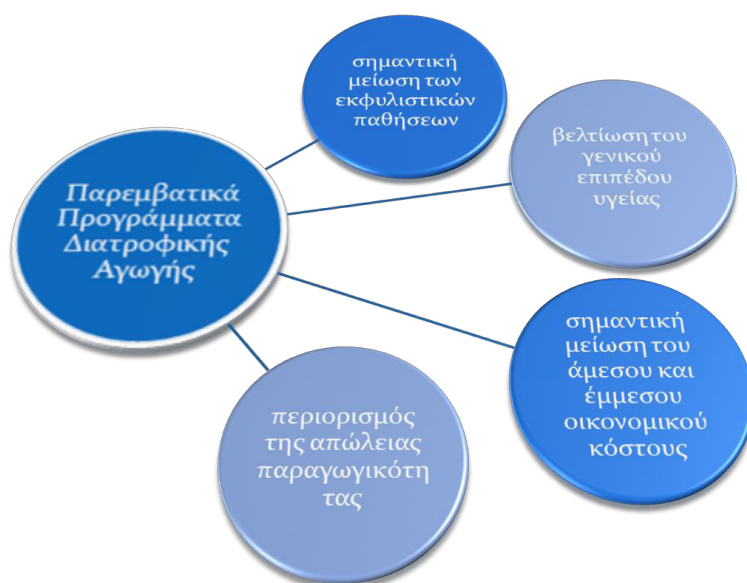 Παρεμβατικά
Προγράμματα
Διατροφικής
Αγωγής
σημαντική
μείωση των
εκφυλιστικών
παθήσεων
βελτίωση του
γενικού
επιπέδου
υγείας
σημαντική
μείωση του
άμεσου και
έμμεσου
οικονομικού
κόστους
περιορισμός
της απώλειας
παραγωγικότη
τας